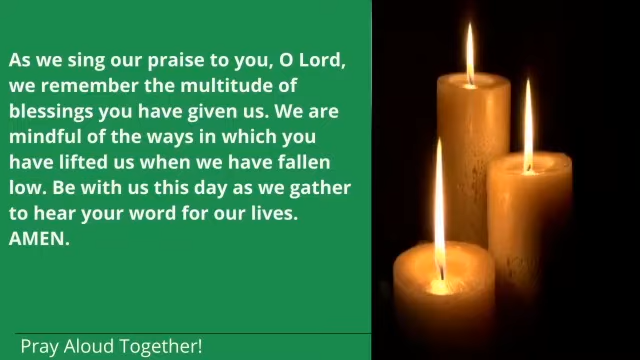 As we sing our praise to you, O Lord,
we remember the multitude of
blessings you have given us. We are
mindful of the ways in which you
have lifted us when we have fallen
low. Be with us this day as we gather
to hear your word for our lives.
AMEN.
Pray Aloud Together!